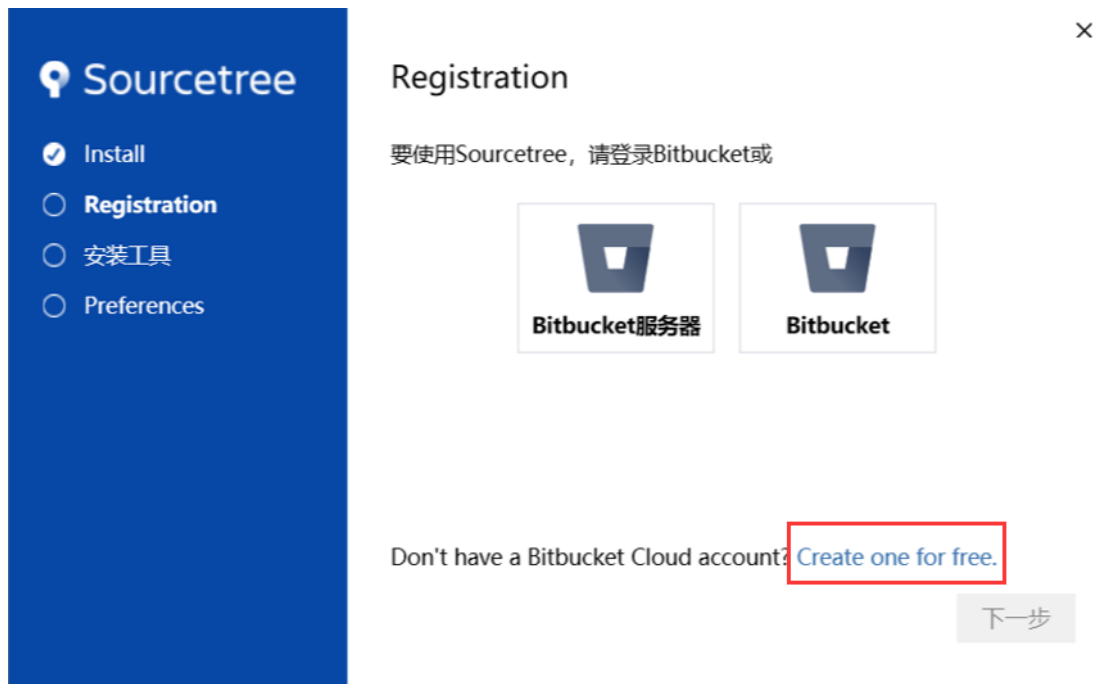 Sourcetree
Install
Registration
安装工具
Preferences
Registration
要使用Sourcetree，请登录Bitbucket或
Bitbucket服务器
Bitbucket
Don't have a Bitbucket Cloud account? Create one for free.
下一步